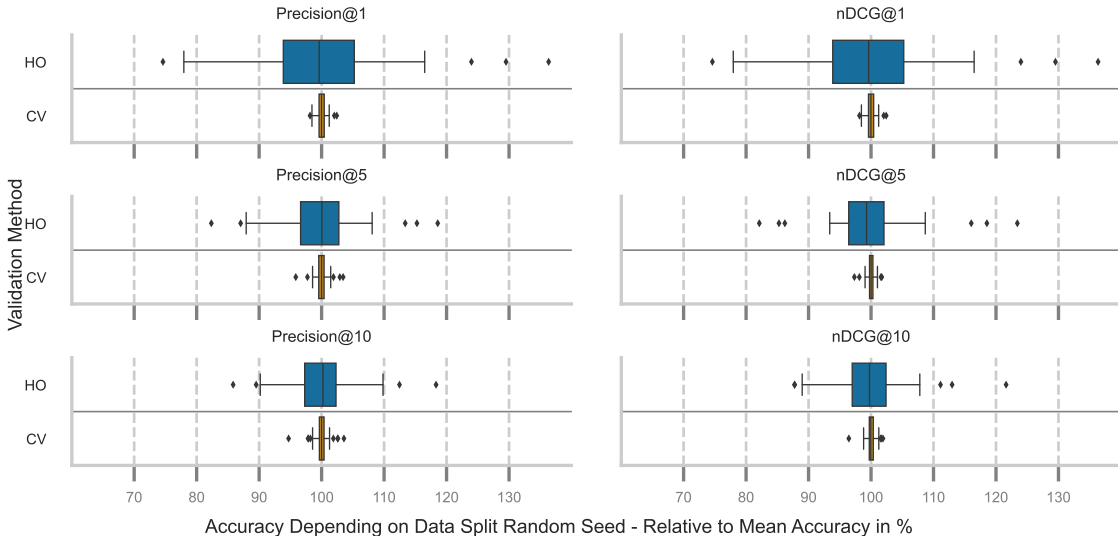 Precision@1
nDCG@1
HO
CV
Precision@5
nDCG@5
HO
CV
Precision@10
nDCG@10
HO
CV
70 80 90 100 110 120 130
70 80 90 100 110 120 130
Validation Method
Accuracy Depending on Data Split Random Seed - Relative to Mean Accuracy in %